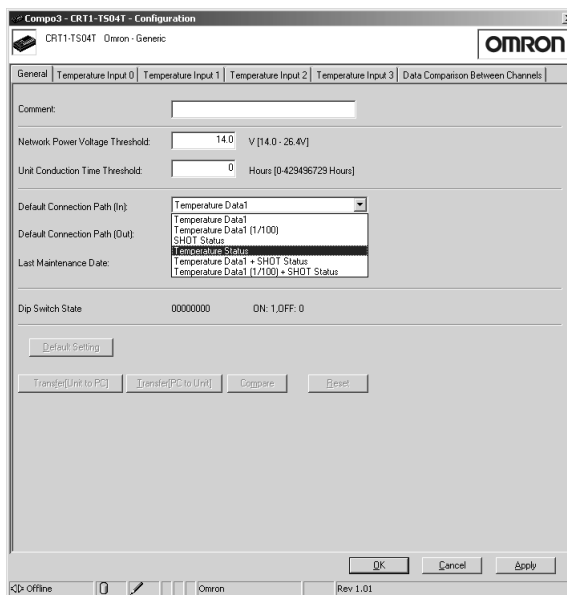 Compo3 - CRT1-TS04T - Configuration
CRT1-TS04T Omron - Generic
OMRON
General Temperature Input 0 Temperature Input 1 Temperature Input 2 Temperature Input 3 Data Comparison Between Channels
Comment:
Network Power Voltage Threshold: 14.0 V [14.0 - 26.4V]
Unit Conduction Time Threshold: 0 Hours [0-429496729 Hours]
Default Connection Path (In): Temperature Data1
Temperature Data1
Temperature Data1 (1/100)
Default Connection Path (Out):
SHOT Status
Temperature Status
Last Maintenance Date:
Temperature Data1 + SHOT Status
Temperature Data1 (1/100) + SHOT Status
Dip Switch State 00000000 ON: 1,OFF: 0
Default Setting
Transfer[Unit to PC] Transfer[PC to Unit] Compare Reset
OK Cancel Apply
Offline Omron Rev 1.01